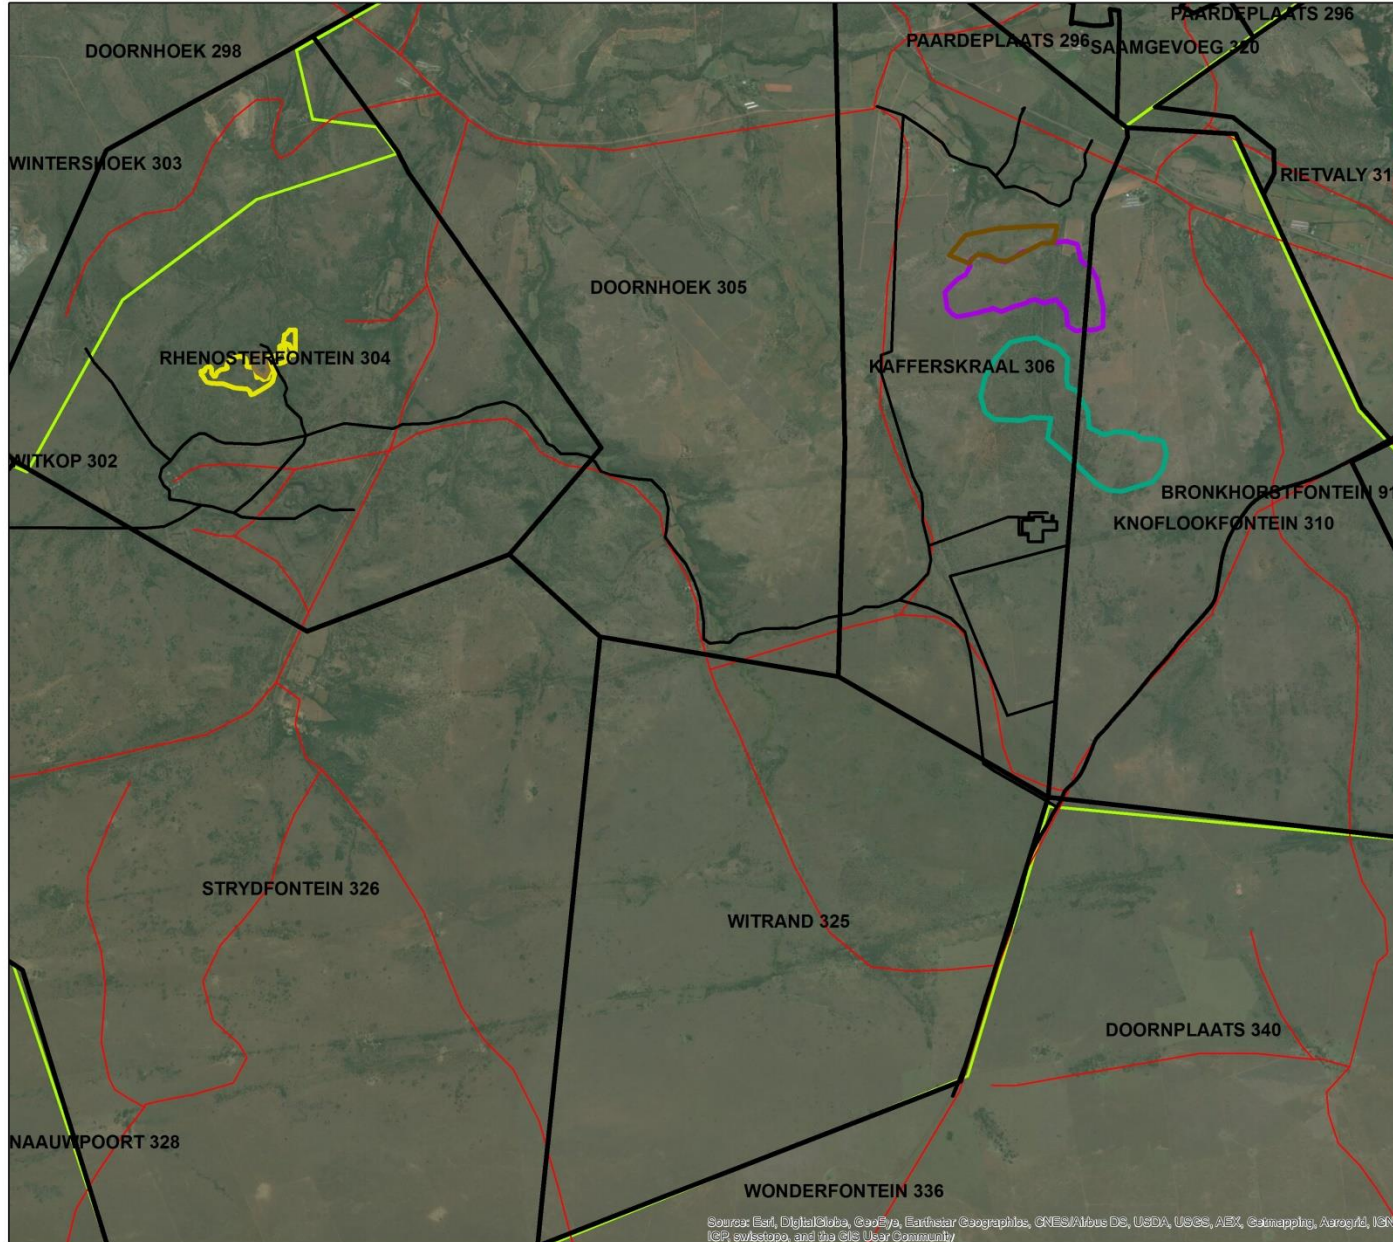 PAARDEPLAATS 296
PAARDEPLAATS 296
SAAMGEVOEG 320
DOORNHOEK 298
WINTERSHOEK 303
RIETVALY 31
DOORNHOEK 305
RHENOSTERFONTEIN 304
KAFFERSKRAAL 306
WITKOP 302
BRONKHORSTFONTEIN 91
KNOFLOOKFONTEIN 310
STRYDFONTEIN 326
WITRAND 325
DOORNPLAATS 340
NAAUWPOORT 328
WONDERFONTEIN 336
Source: Esri, DigitalGlobe, GeoEye, Earthstar Geographics, CNES/Airbus DS, USDA, USGS, AEX, Getmapping, Aerogrid, IGN,
IGP, swisstopo, and the GIS User Community